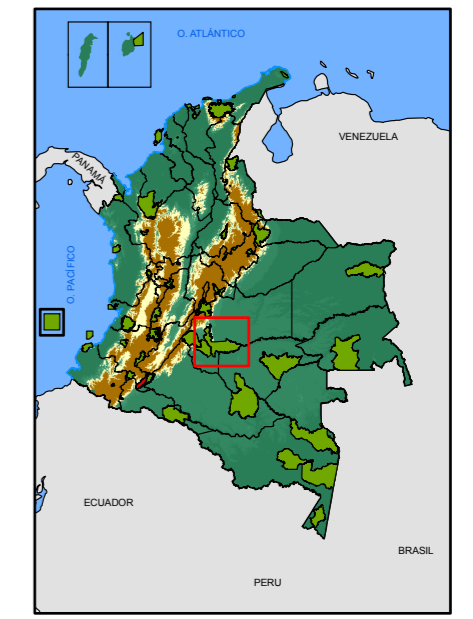 O. ATLÁNTICO
VENEZUELA
PANAMÁ
O. PACÍFICO
ECUADOR
BRASIL
PERU